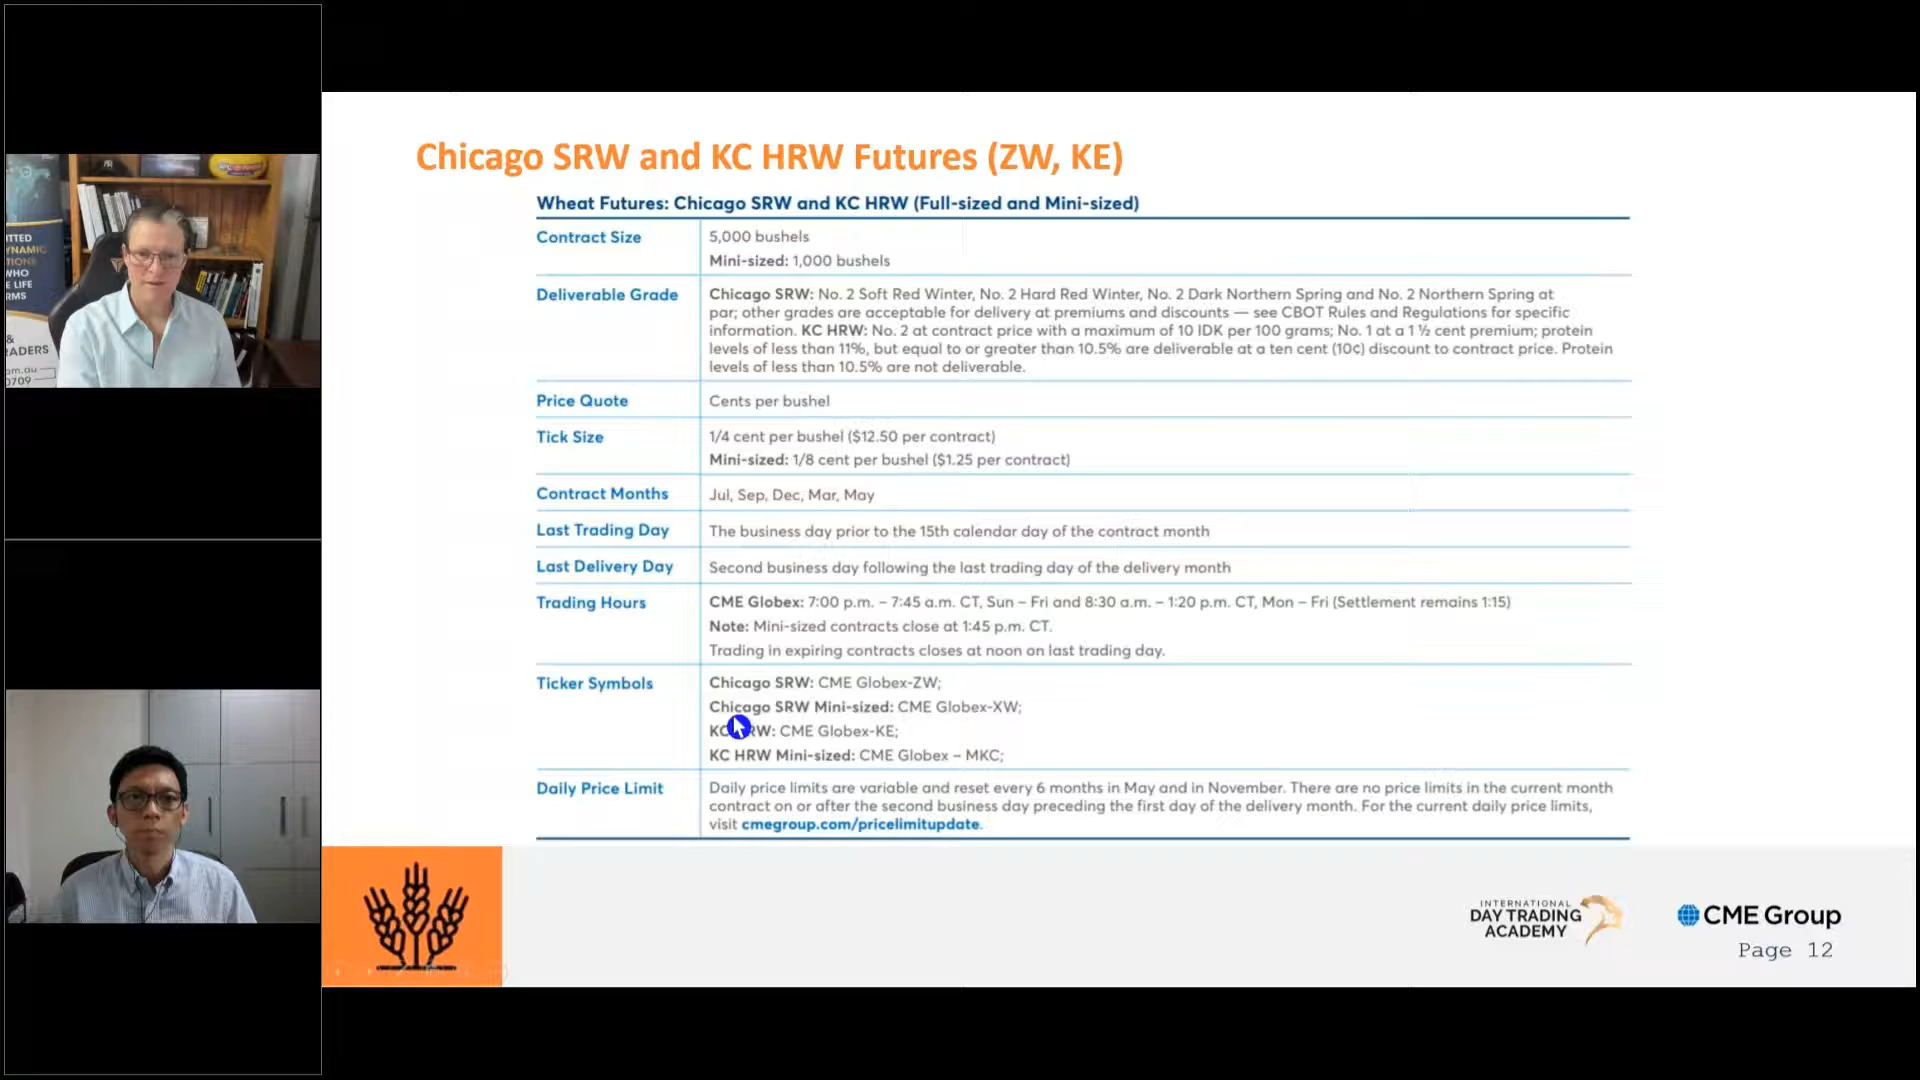 Chicago SRW and KC HRW Futures (ZW, KE)
Wheat Futures: Chicago SRW and KC HRW (Full-sized and Mini-sized)
Contract Size
5,000 bushels
Mini-sized: 1,000 bushels
Deliverable Grade
Chicago SRW: No. 2 Soft Red Winter, No. 2 Hard Red Winter, No. 2 Dark Northern Spring and No. 2 Northern Spring at
par; other grades are acceptable for delivery at premiums and discounts — see CBOT Rules and Regulations for specific
information. KC HRW: No. 2 at contract price with a maximum of 10 IDK per 100 grams; No. 1 at a 1 ½ cent premium; protein
levels of less than 11%, but equal to or greater than 10.5% are deliverable at a ten cent (10¢) discount to contract price. Protein
levels of less than 10.5% are not deliverable.
Price Quote
Cents per bushel
Tick Size
1/4 cent per bushel ($12.50 per contract)
Mini-sized: 1/8 cent per bushel ($1.25 per contract)
Contract Months
Jul, Sep, Dec, Mar, May
Last Trading Day
The business day prior to the 15th calendar day of the contract month
Last Delivery Day
Second business day following the last trading day of the delivery month
Trading Hours
CME Globex: 7:00 p.m. – 7:45 a.m. CT, Sun – Fri and 8:30 a.m. – 1:20 p.m. CT, Mon – Fri (Settlement remains 1:15)
Note: Mini-sized contracts close at 1:45 p.m. CT.
Trading in expiring contracts closes at noon on last trading day.
Ticker Symbols
Chicago SRW: CME Globex-ZW;
Chicago SRW Mini-sized: CME Globex-XW;
KC RW: CME Globex-KE;
KC HRW Mini-sized: CME Globex – MKC;
Daily Price Limit
Daily price limits are variable and reset every 6 months in May and in November. There are no price limits in the current month
contract on or after the second business day preceding the first day of the delivery month. For the current daily price limits,
visit cmegroup.com/pricelimitupdate.
INTERNATIONAL
DAY TRADING
ACADEMY
CME Group
Page 12
ITTED
YNAMIC
TIONS
WHO
E LIFE
RMS
&
RADERS
om.au
0709